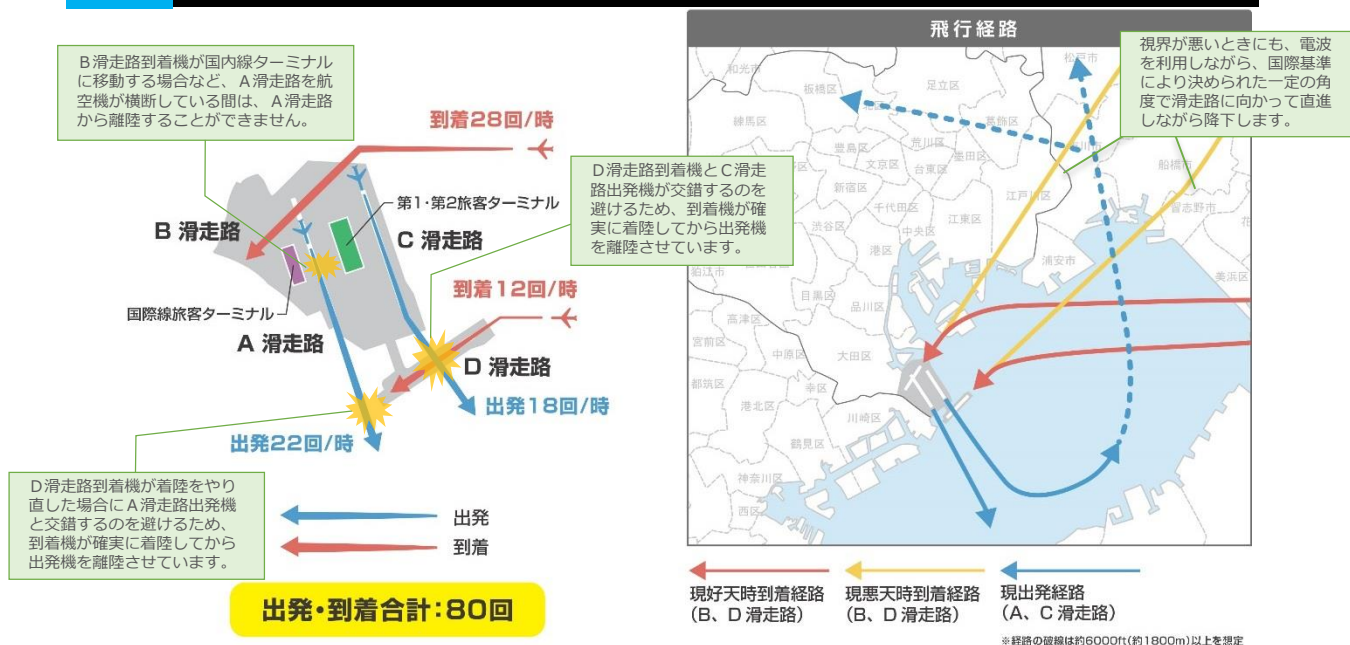 B滑走路到着機が国内線ターミナル
に移動する場合など、A滑走路を航
空機が横断している間は、A滑走路
から離陸することができません。
到着28回/時
D滑走路到着機とC滑走
路出発機が交錯するのを
避けるため、到着機が確
実に着陸してから出発機
を離陸させています。
第1・第2旅客ターミナル
B 滑走路
C 滑走路
到着12回/時
国際線旅客ターミナル
A 滑走路
D 滑走路
出発18回/時
出発22回/時
D滑走路到着機が着陸をやり
直した場合にA滑走路出発機
と交錯するのを避けるため、
到着機が確実に着陸してから
出発機を離陸させています。
出発
到着
出発・到着合計:80回
飛行経路
視界が悪いときにも、電波
を利用しながら、国際基準
により決められた一定の角
度で滑走路に向かって直進
しながら降下します。
和光市
松戸市
板橋区
北区
足立区
練馬区
葛飾区
豊島区
荒川区
文京区
墨田区
台東区
船橋市
新宿区
江戸川区
千代田区
習志野市
渋谷区
中央区
江東区
港区
浦安市
狛江市
美浜区
目黒区
品川区
高津区
宮前区
中原区
大田区
都筑区
幸区
港北区
川崎区
鶴見区
神奈川区
西区
現好天時到着経路
(B、D 滑走路)
現悪天時到着経路
(B、D 滑走路)
現出発経路
(A、C 滑走路)
※経路の破線は約6000ft(約1800m)以上を想定